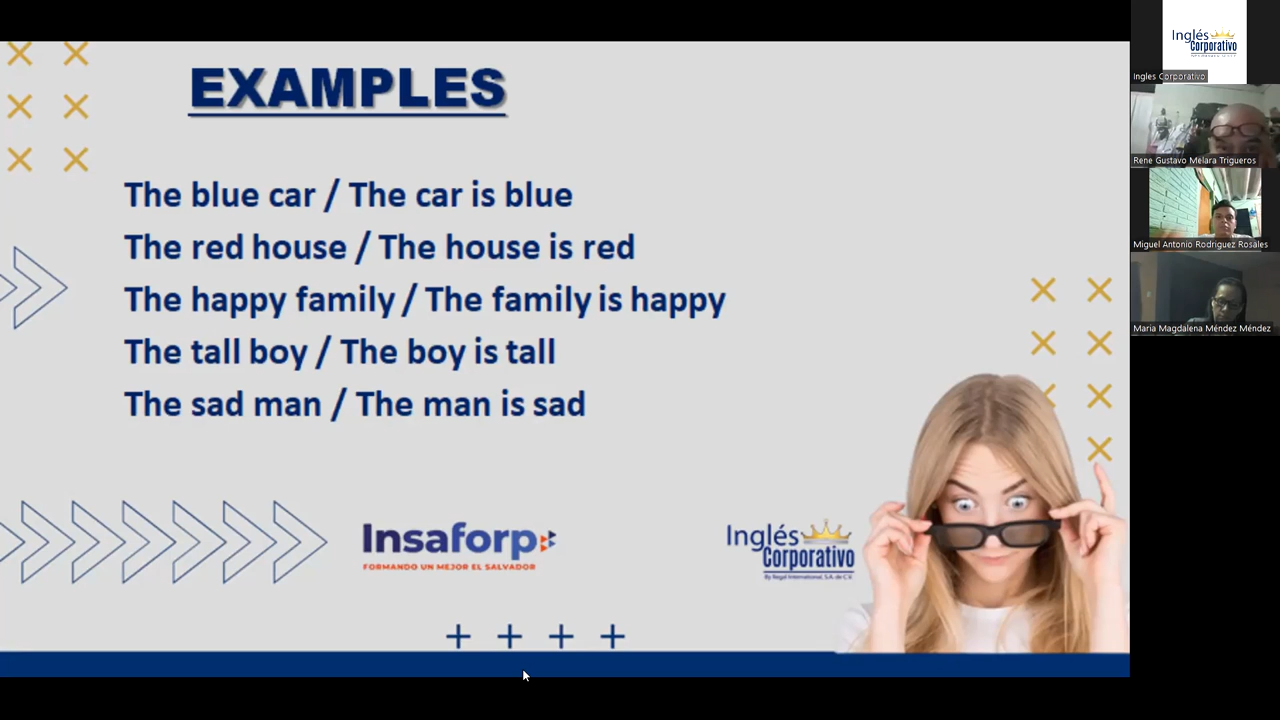 EXAMPLES
The blue car / The car is blue
The red house / The house is red
The happy family / The family is happy
The tall boy / The boy is tall
The sad man / The man is sad
Insaforp
FORMANDO UN MEJOR EL SALVADOR
Inglés
Corporativo
By Regal International, S.A. de C.V.
Inglés
Corporativo
Ingles Corporativo
Rene Gustavo Melara Trigueros
Miguel Antonio Rodriguez Rosales
Maria Magdalena Méndez Méndez